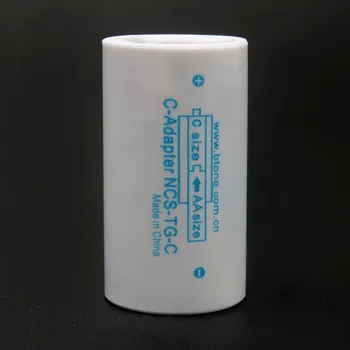 +
www.btone.com.cn
C size
AA size
C-Adapter NCS-TG-C
Made in China
-